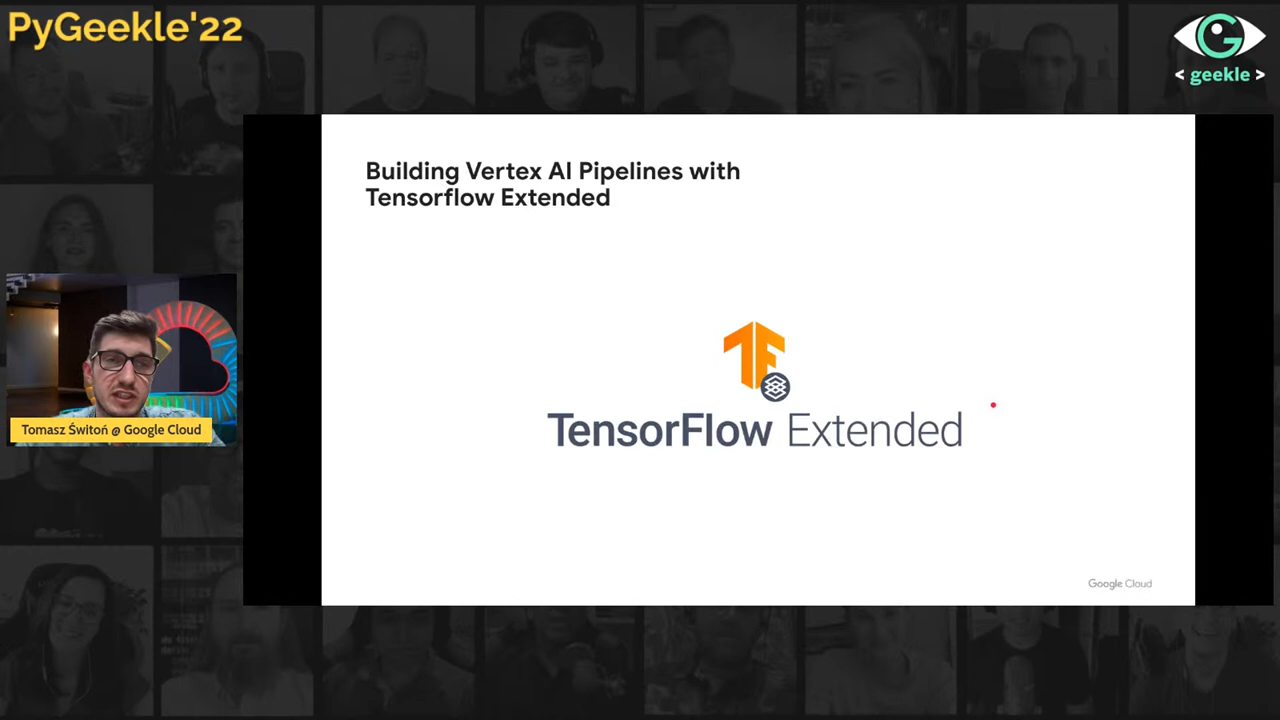 PyGeekle'22
< geekle >
Building Vertex AI Pipelines with
Tensorflow Extended
TensorFlow Extended
Tomasz Świtoń @ Google Cloud
Google Cloud